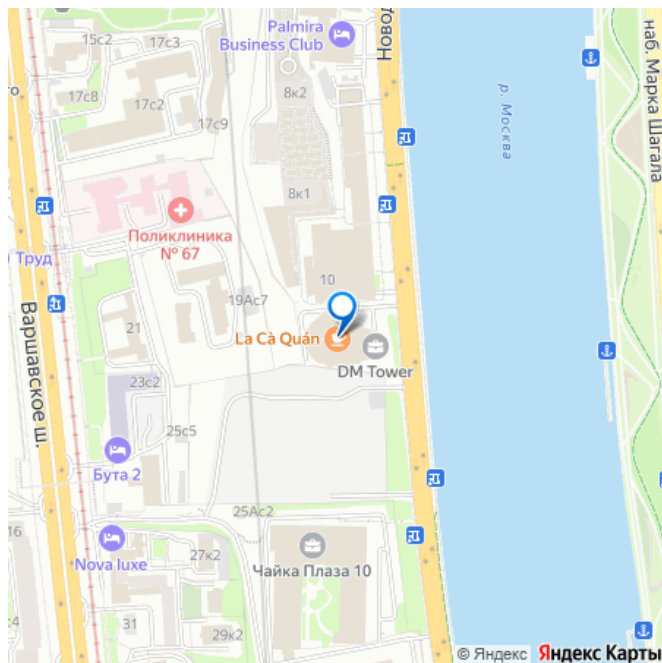 15с2
17с3
Palmira
Business Club
Новод
17с8
17с2
17с9
8к2
наб. Марка Шагала
р. Москва
8к1
Поликлиника
№ 67
Труд
10
19Ас7
21
La Cà Quán
DM Tower
Варшавское ш.
23с2
25с5
Бута 2
25Ас2
16
Nova luxe
27к2
Чайка Плаза 10
31
29к2
© Яндекс
Яндекс Карты